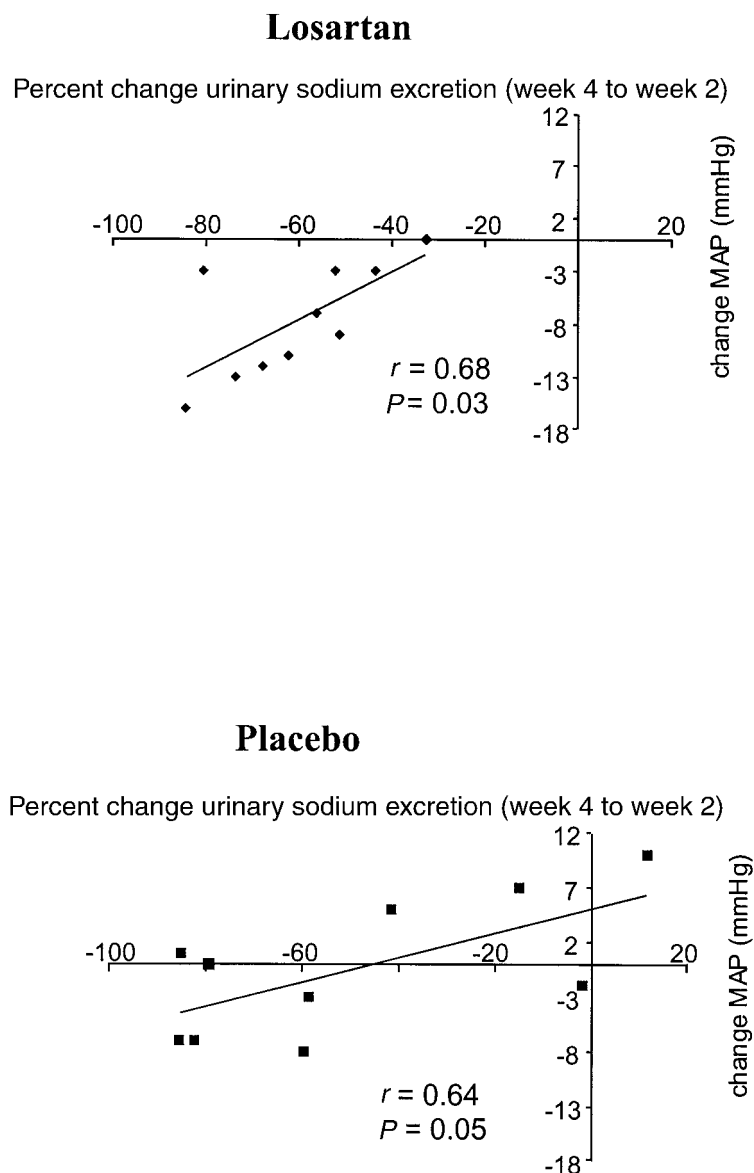 Losartan
Percent change urinary sodium excretion (week 4 to week 2)
12
7
-100 -80 -60 -40 -20 2 20
-3
-8
-13
-18
change MAP (mmHg)
r = 0.68
P= 0.03
Placebo
Percent change urinary sodium excretion (week 4 to week 2)
12
7
2
-100 -60 -20 20
-3
-8
-13
-18
change MAP (mmHg)
r = 0.64
P = 0.05